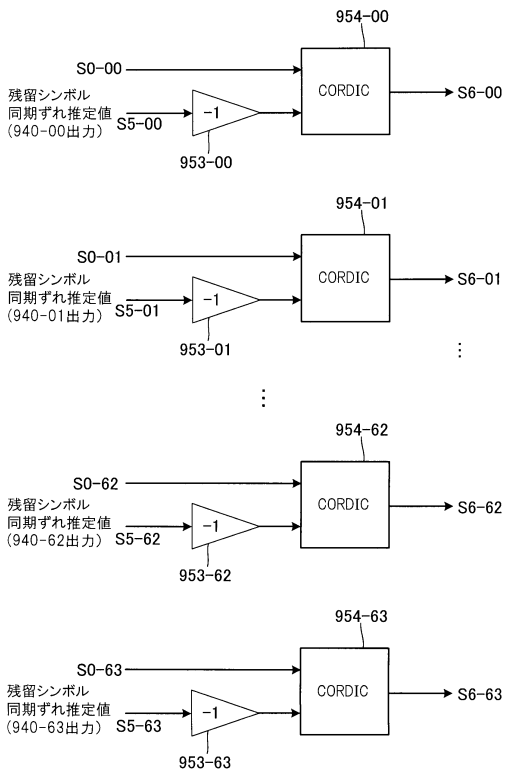 954-00
S0-00
CORDIC
S6-00
残留シンボル
同期ずれ推定値
(940-00出力)
S5-00
-1
953-00
954-01
S0-01
CORDIC
S6-01
残留シンボル
同期ずれ推定値
(940-01出力)
S5-01
-1
953-01
954-62
S0-62
CORDIC
S6-62
残留シンボル
同期ずれ推定値
(940-62出力)
S5-62
-1
953-62
954-63
S0-63
CORDIC
S6-63
残留シンボル
同期ずれ推定値
(940-63出力)
S5-63
-1
953-63